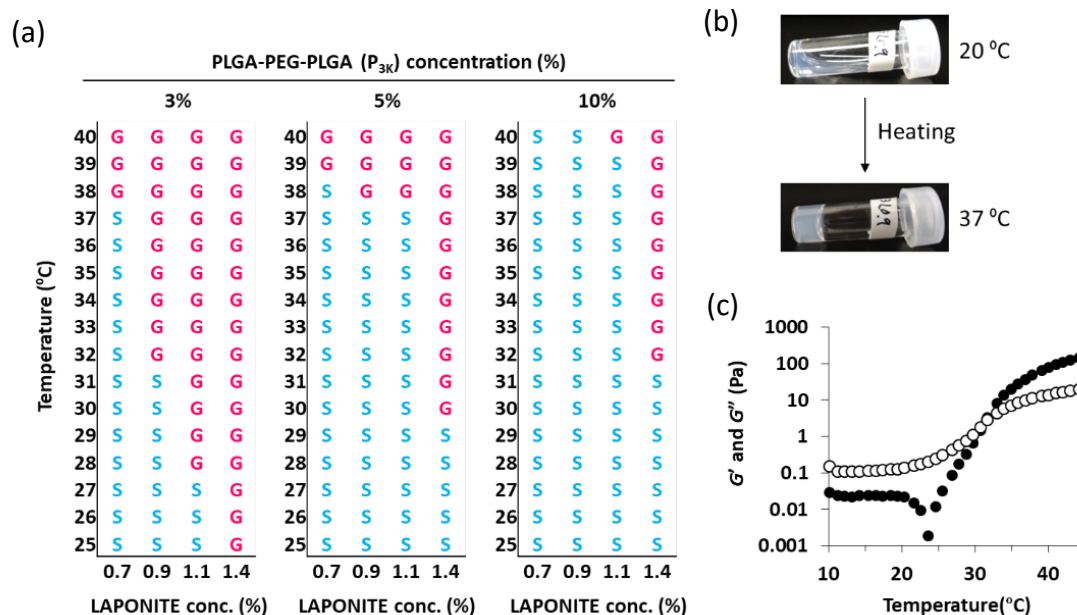 (a)
PLGA-PEG-PLGA (P3K) concentration (%)
3% 5% 10%
Temperature (°C)
40 G G G G 40 G G G G 40 S S G G
39 G G G G 39 G G G G 39 S S S G
38 G G G G 38 S G G G 38 S S S G
37 S G G G 37 S S S G 37 S S S G
36 S G G G 36 S S S G 36 S S S G
35 S G G G 35 S S S G 35 S S S G
34 S G G G 34 S S S G 34 S S S G
33 S G G G 33 S S S G 33 S S S G
32 S G G G 32 S S S G 32 S S S G
31 S S G G 31 S S S G 31 S S S S
30 S S G G 30 S S S G 30 S S S S
29 S S G G 29 S S S S 29 S S S S
28 S S G G 28 S S S S 28 S S S S
27 S S S G 27 S S S S 27 S S S S
26 S S S G 26 S S S S 26 S S S S
25 S S S G 25 S S S S 25 S S S S
0.7 0.9 1.1 1.4 0.7 0.9 1.1 1.4 0.7 0.9 1.1 1.4
LAPONITE conc. (%) LAPONITE conc. (%) LAPONITE conc. (%)
(b)
20 °C
Heating
37 °C
(c)
G' and G″ (Pa)
1000
100
10
1
0.1
0.01
0.001
10 20 30 40
Temperature(°C)